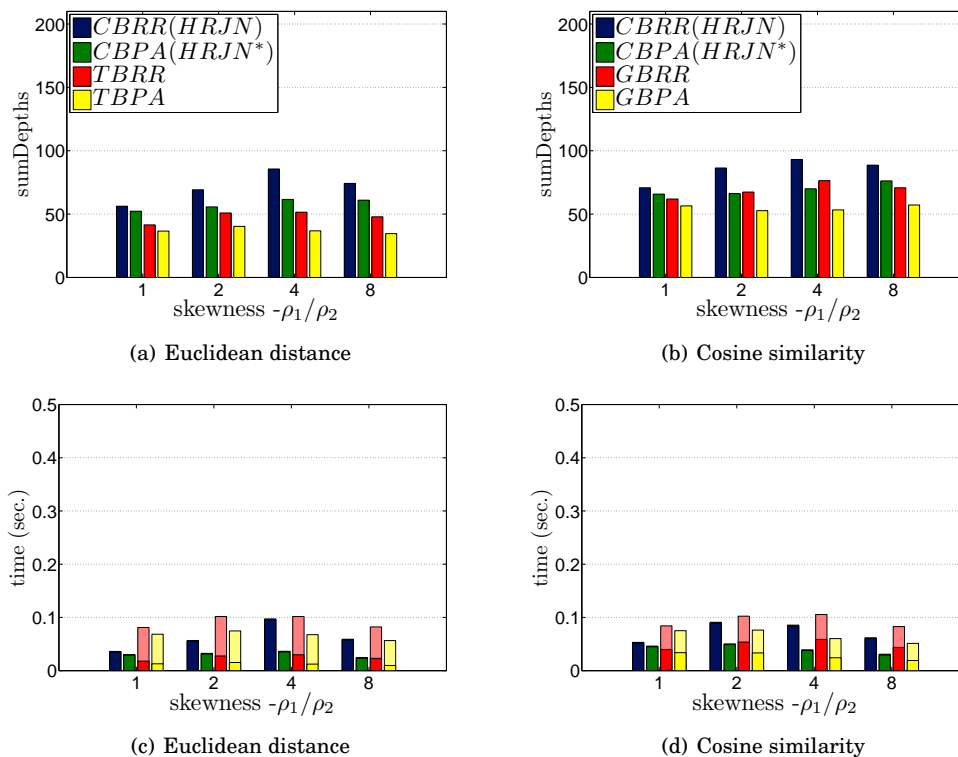 200
150
100
50
0
sumDepths
CBRR(HRJN)
CBPA(HRJN*)
TBRR
TBPA
1 2 4 8
skewness -ρ₁/ρ₂
(a) Euclidean distance
200
150
100
50
0
sumDepths
CBRR(HRJN)
CBPA(HRJN*)
GBRR
GBPA
1 2 4 8
skewness -ρ₁/ρ₂
(b) Cosine similarity
0.5
0.4
0.3
0.2
0.1
0
time (sec.)
1 2 4 8
skewness -ρ₁/ρ₂
(c) Euclidean distance
0.5
0.4
0.3
0.2
0.1
0
time (sec.)
1 2 4 8
skewness -ρ₁/ρ₂
(d) Cosine similarity